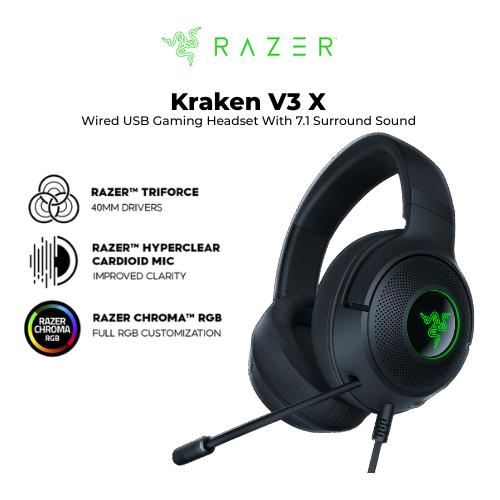 RAZER™
Kraken V3 X
Wired USB Gaming Headset With 7.1 Surround Sound
RAZER™ TRIFORCE
40MM DRIVERS
RAZER™ HYPERCLEAR
CARDIOID MIC
IMPROVED CLARITY
RAZER
CHROMA
RGB
RAZER CHROMA™ RGB
FULL RGB CUSTOMIZATION